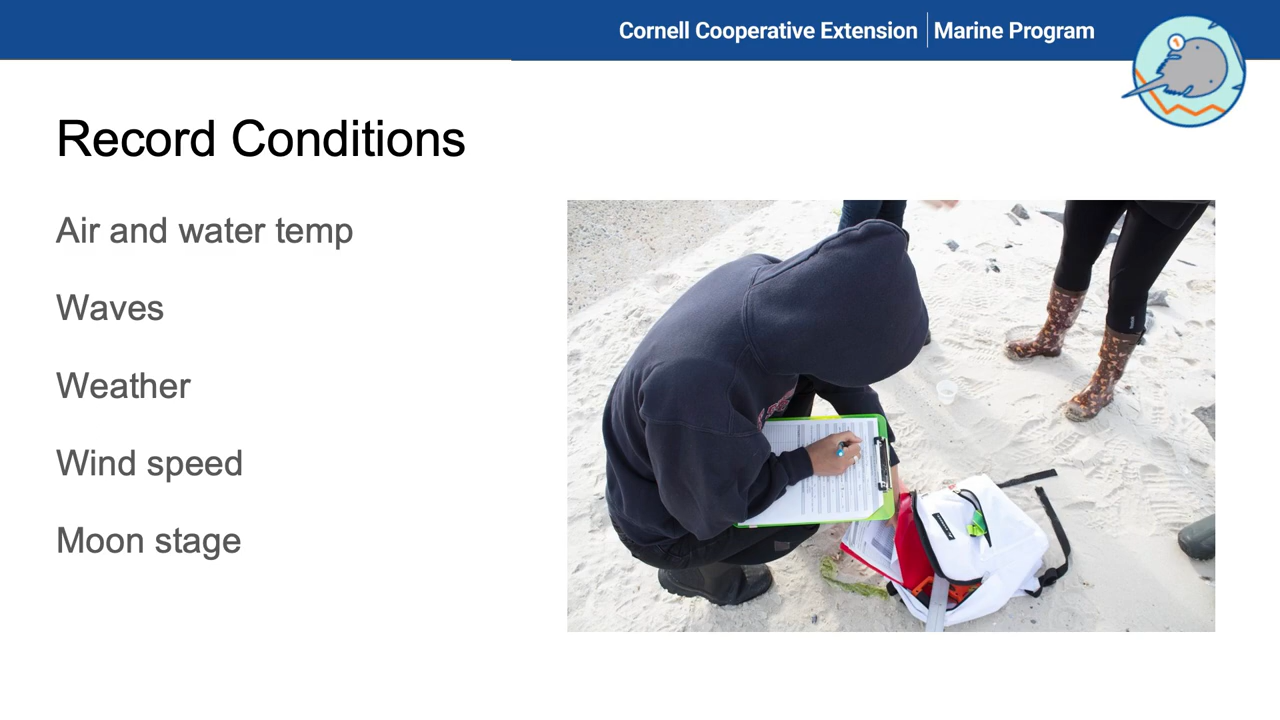 Cornell Cooperative Extension Marine Program
Record Conditions
Air and water temp
Waves
Weather
Wind speed
Moon stage